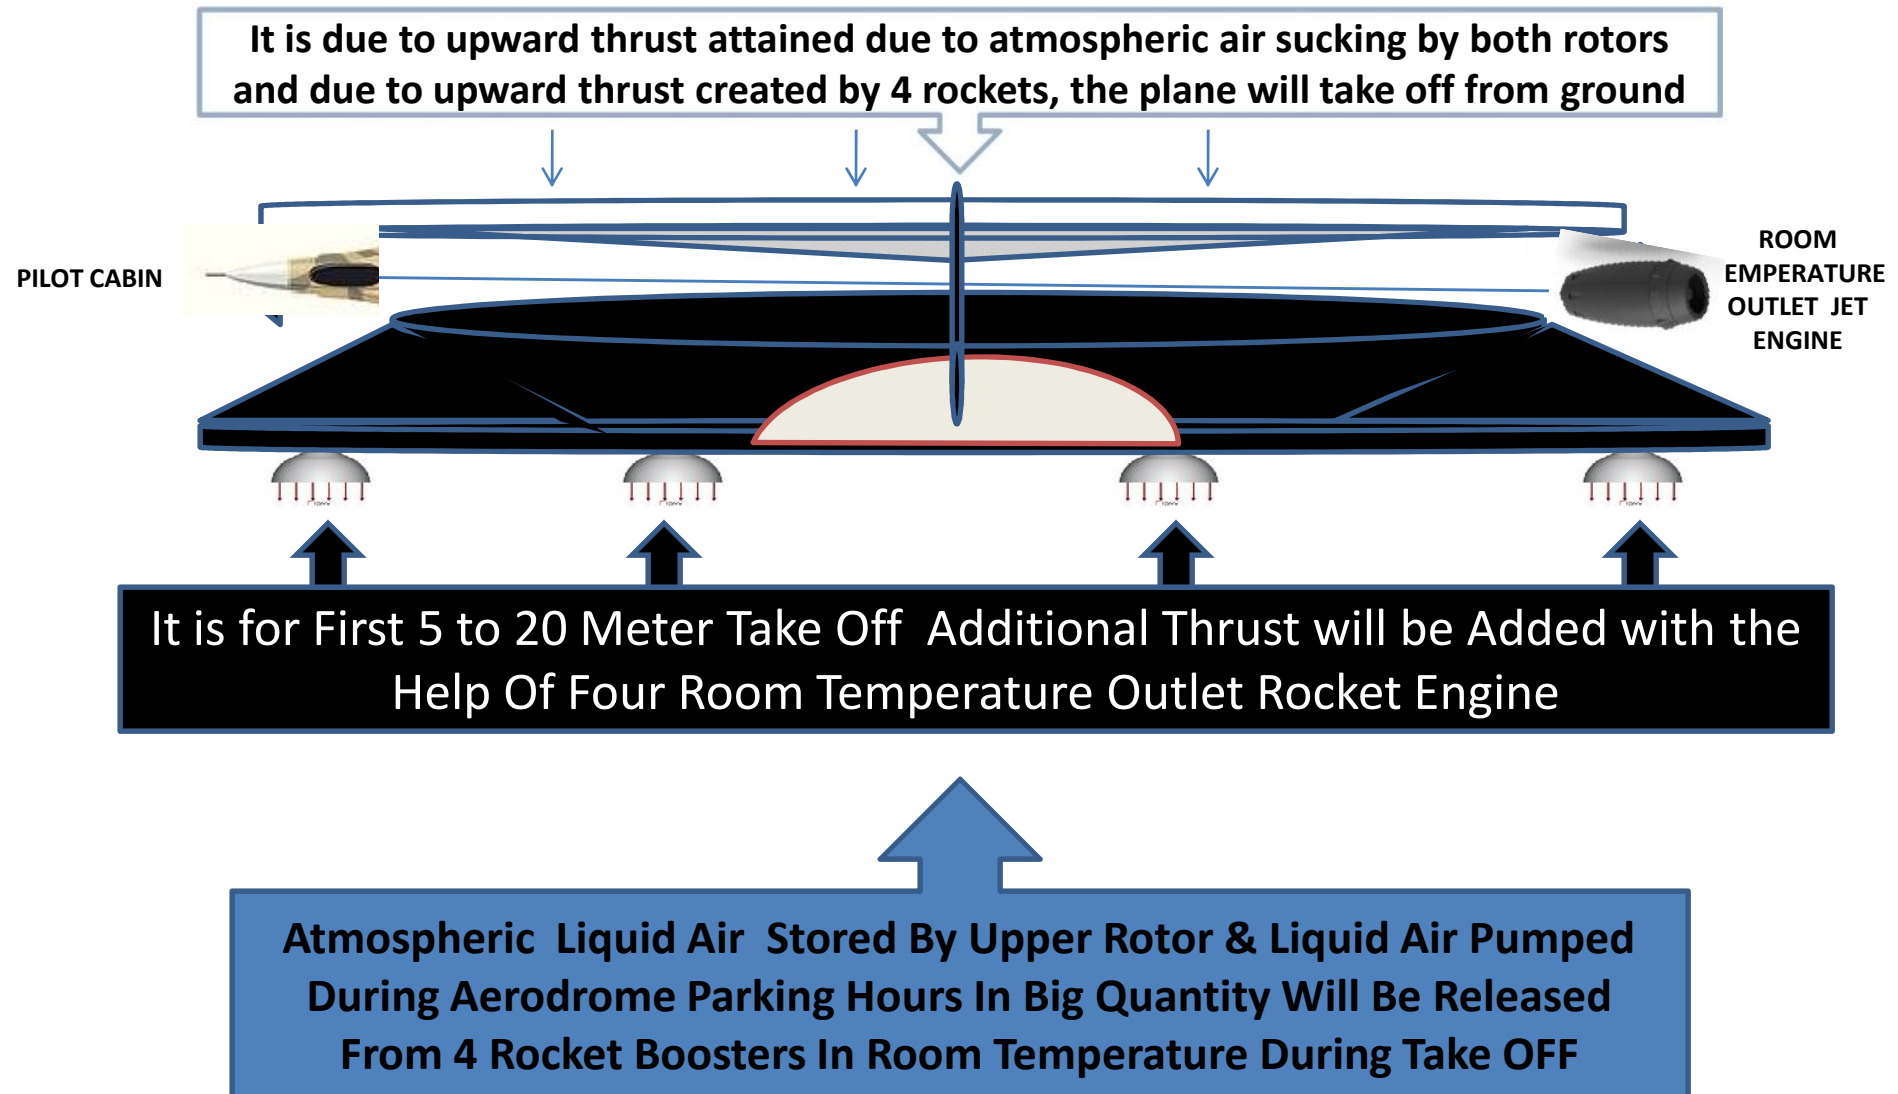 It is due to upward thrust attained due to atmospheric air sucking by both rotors
and due to upward thrust created by 4 rockets, the plane will take off from ground
PILOT CABIN
ROOM
EMPERATURE
OUTLET JET
ENGINE
It is for First 5 to 20 Meter Take Off Additional Thrust will be Added with the
Help Of Four Room Temperature Outlet Rocket Engine
Atmospheric Liquid Air Stored By Upper Rotor & Liquid Air Pumped
During Aerodrome Parking Hours In Big Quantity Will Be Released
From 4 Rocket Boosters In Room Temperature During Take OFF